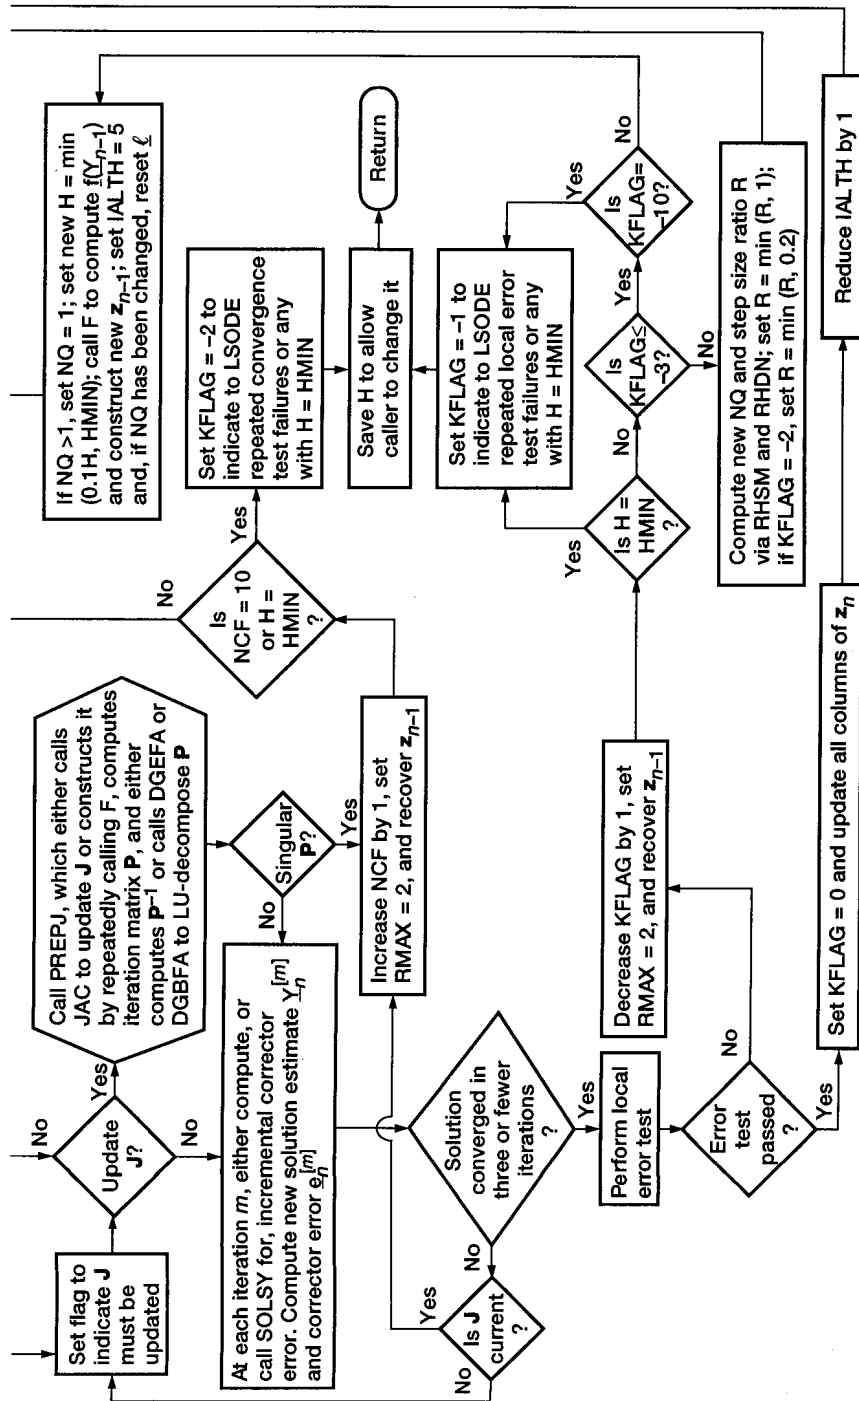 Set flag to
indicate J
must be
updated
No
Update
J?
Yes
No
Call PREPJ, which either calls
JAC to update J or constructs it
by repeatedly calling F, computes
iteration matrix P, and either
computes P⁻¹ or calls DGEFA or
DGBFA to LU-decompose P
Singular
P?
No
Yes
At each iteration m, either compute, or
call SOLSY for, incremental corrector
error. Compute new solution estimate Y_n^[m]
and corrector error e_n^[m]
Increase NCF by 1, set
RMAX = 2, and recover z_n–1
Is
NCF = 10
or H =
HMIN
?
No
Yes
If NQ >1, set NQ = 1; set new H = min
(0.1H, HMIN); call F to compute f(Y_n–1)
and construct new z_n–1; set IALTH = 5
and, if NQ has been changed, reset ℓ
Set KFLAG = –2 to
indicate to LSODE
repeated convergence
test failures or any
with H = HMIN
Save H to allow
caller to change it
Return
Set KFLAG = –1 to
indicate to LSODE
repeated local error
test failures or any
with H = HMIN
Solution
converged in
three or fewer
iterations
?
No
Yes
Is J
current
?
Yes
No
Perform local
error test
Error
test
passed
?
No
Yes
Decrease KFLAG by 1, set
RMAX = 2, and recover z_n–1
Is H =
HMIN
?
Yes
No
Is
KFLAG≤
–3?
Yes
No
Is
KFLAG=
–10?
Yes
No
Compute new NQ and step size ratio R
via RHSM and RHDN; set R = min (R, 1);
if KFLAG = –2, set R = min (R, 0.2)
Set KFLAG = 0 and update all columns of z_n
Reduce IALTH by 1